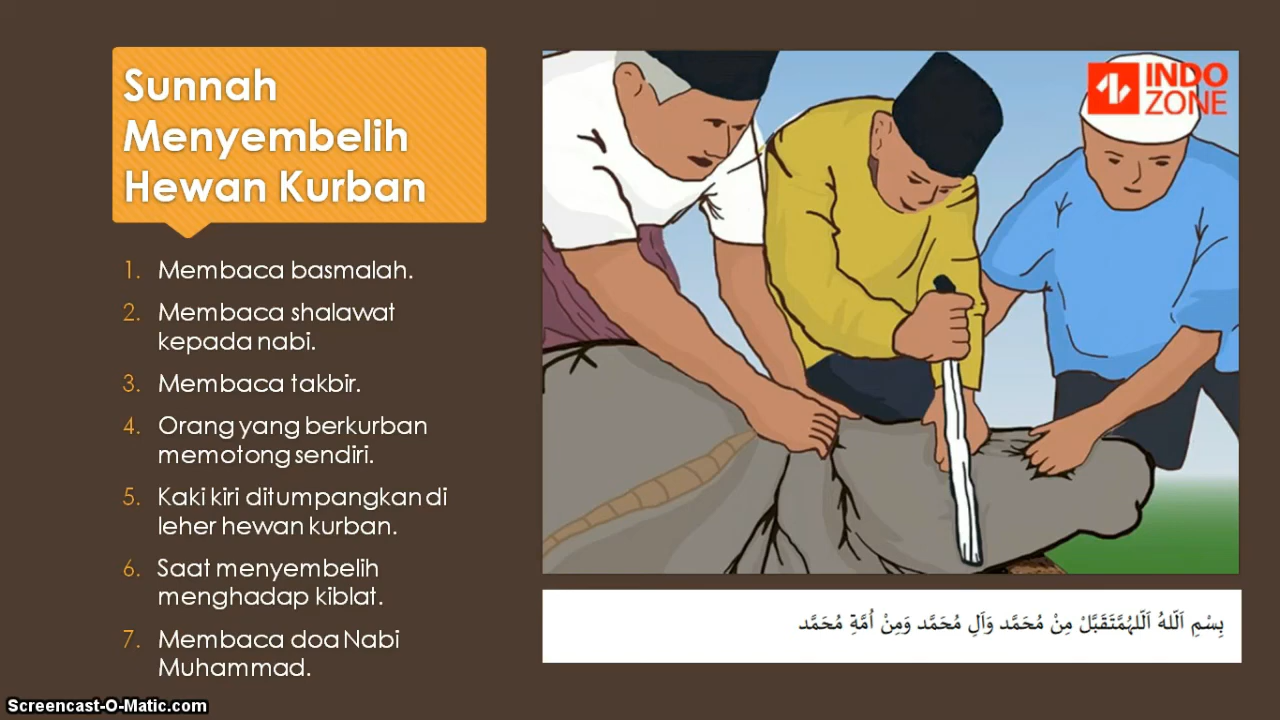 Sunnah
Menyembelih
Hewan Kurban
1. Membaca basmalah.
2. Membaca shalawat
kepada nabi.
3. Membaca takbir.
4. Orang yang berkurban
memotong sendiri.
5. Kaki kiri ditumpangkan di
leher hewan kurban.
6. Saat menyembelih
menghadap kiblat.
7. Membaca doa Nabi
Muhammad.
INDO
ZONE
بِسْمِ اَللّهُ اَللّهُمَّتَقَبَّلْ مِنْ مُحَمَّد وَاَلِ مُحَمَّد وَمِنْ اُمَّةِ مُحَمَّد
Screencast-O-Matic.com